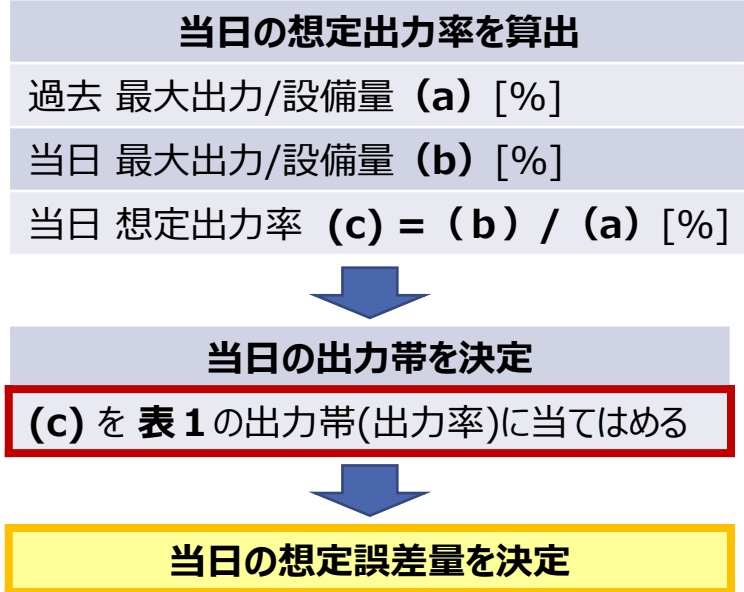 当日の想定出力率を算出
過去 最大出力/設備量（a）[%]
当日 最大出力/設備量（b）[%]
当日 想定出力率 (c) =（ｂ）/（a）[%]
当日の出力帯を決定
(c) を 表１の出力帯(出力率)に当てはめる
当日の想定誤差量を決定